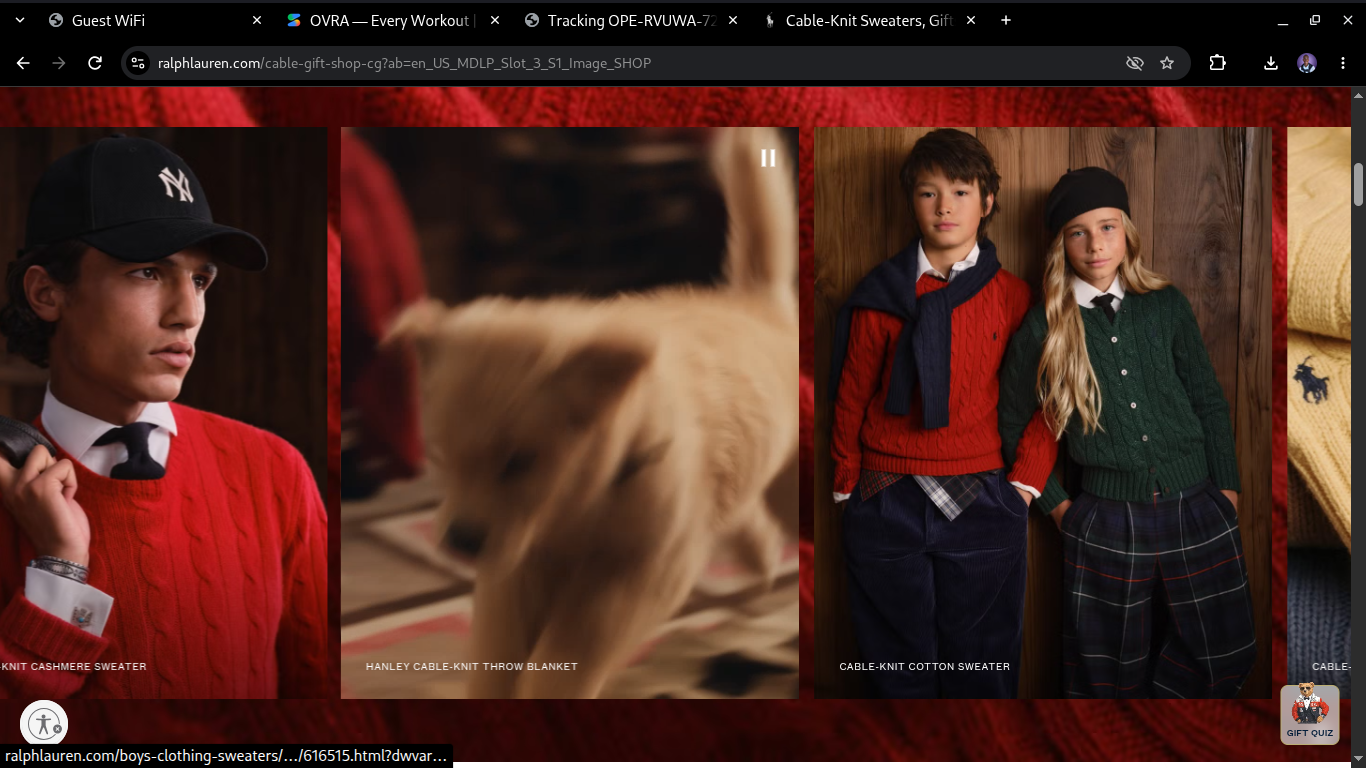 Guest WiFi
OVRA — Every Workout
Tracking OPE-RVUWA-72
Cable-Knit Sweaters, Gift
ralphlauren.com/cable-gift-shop-cg?ab=en_US_MDLP_Slot_3_S1_Image_SHOP
NY
-KNIT CASHMERE SWEATER
HANLEY CABLE-KNIT THROW BLANKET
CABLE-KNIT COTTON SWEATER
CABLE-
GIFT QUIZ
ralphlauren.com/boys-clothing-sweaters/…/616515.html?dwvar…